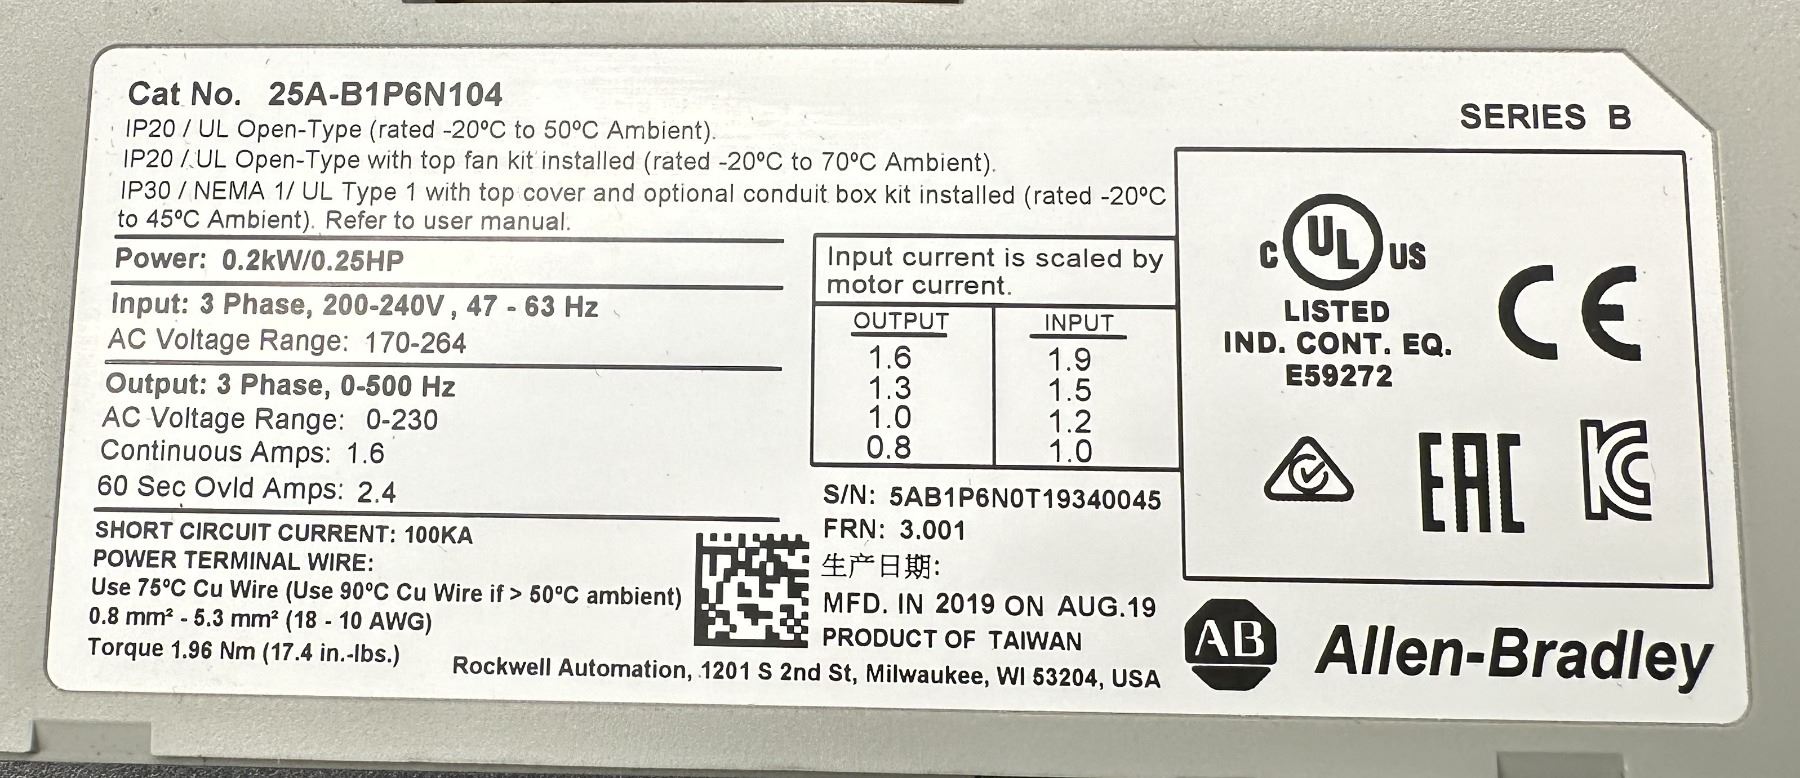 Cat No. 25A-B1P6N104
SERIES B
IP20 / UL Open-Type (rated -20ºC to 50ºC Ambient).
IP20 / UL Open-Type with top fan kit installed (rated -20ºC to 70ºC Ambient).
IP30 / NEMA 1/ UL Type 1 with top cover and optional conduit box kit installed (rated -20ºC
to 45ºC Ambient). Refer to user manual.
Power: 0.2kW/0.25HP
Input: 3 Phase, 200-240V , 47 - 63 Hz
AC Voltage Range: 170-264
Output: 3 Phase, 0-500 Hz
AC Voltage Range: 0-230
Continuous Amps: 1.6
60 Sec Ovld Amps: 2.4
SHORT CIRCUIT CURRENT: 100KA
POWER TERMINAL WIRE:
Use 75ºC Cu Wire (Use 90ºC Cu Wire if > 50ºC ambient)
0.8 mm² - 5.3 mm² (18 - 10 AWG)
Torque 1.96 Nm (17.4 in.-lbs.)
Input current is scaled by
motor current.
OUTPUT INPUT
1.6 1.9
1.3 1.5
1.0 1.2
0.8 1.0
S/N: 5AB1P6N0T19340045
FRN: 3.001
生产日期:
MFD. IN 2019 ON AUG.19
PRODUCT OF TAIWAN
Rockwell Automation, 1201 S 2nd St, Milwaukee, WI 53204, USA
C UL US
LISTED
IND. CONT. EQ.
E59272
CE
EAC
KC
AB Allen-Bradley